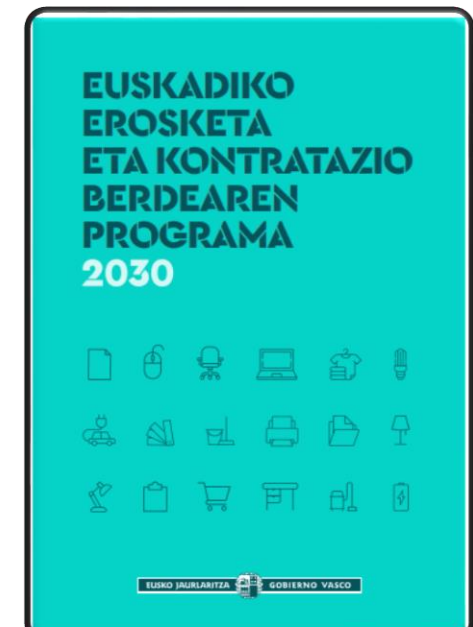 EUSKADIKO
EROSKETA
ETA KONTRATAZIO
BERDEAREN
PROGRAMA
2030
EUSKO JAURLARITZA GOBIERNO VASCO